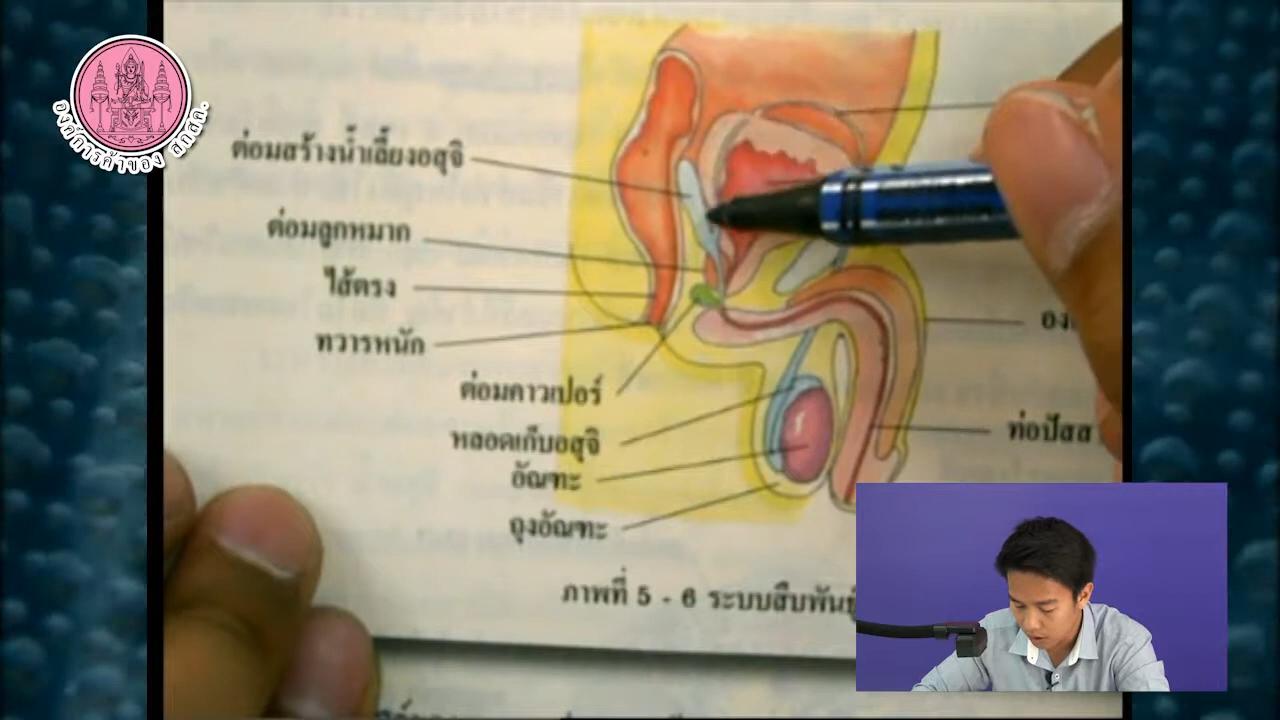 องค์การค้าของ สกสค.
ต่อมสร้างน้ำเลี้ยงอสุจิ
ต่อมลูกหมาก
ไส้ตรง
ทวารหนัก
ต่อมคาวเปอร์
หลอดเก็บอสุจิ
อัณฑะ
ถุงอัณฑะ
ท่อปัสส
ภาพที่ 5 - 6 ระบบสืบพันธุ์